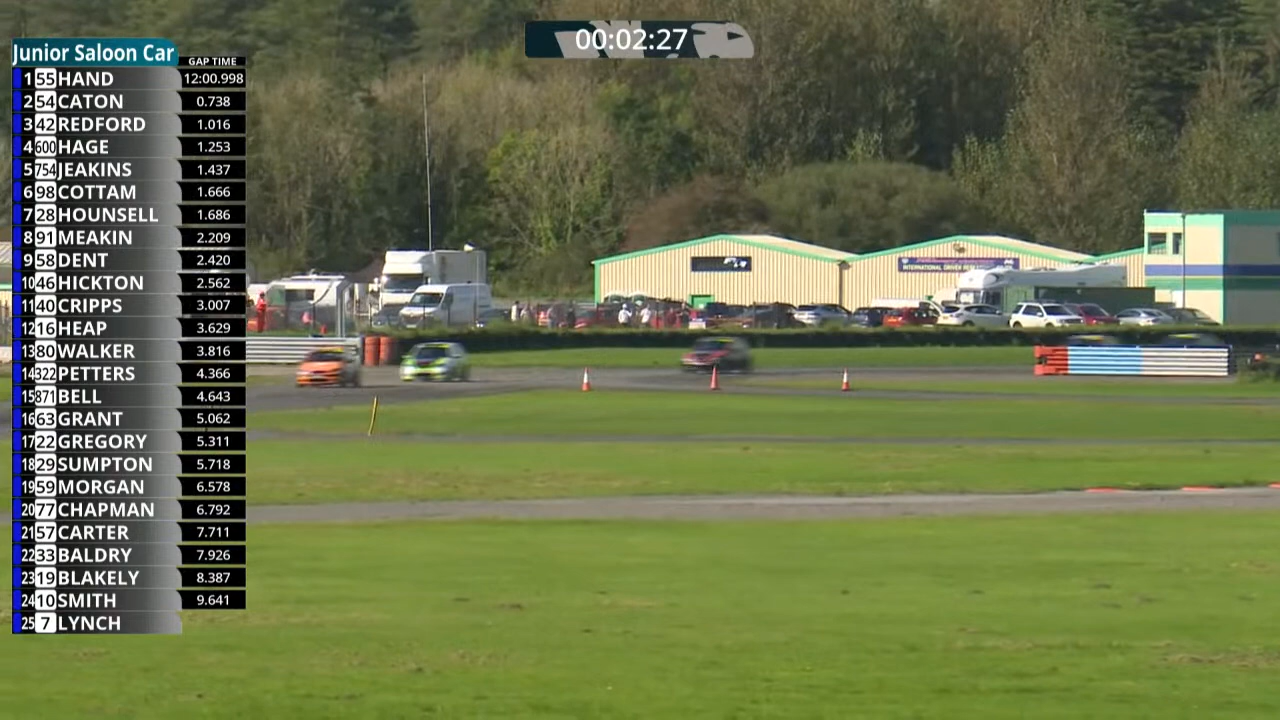 00:02:27
Junior Saloon Car
GAP TIME
1 55 HAND 12:00.998
2 54 CATON 0.738
3 42 REDFORD 1.016
4 600 HAGE 1.253
5 754 JEAKINS 1.437
6 98 COTTAM 1.666
7 28 HOUNSELL 1.686
8 91 MEAKIN 2.209
9 58 DENT 2.420
10 46 HICKTON 2.562
11 40 CRIPPS 3.007
12 16 HEAP 3.629
13 80 WALKER 3.816
14 322 PETTERS 4.366
15 871 BELL 4.643
16 63 GRANT 5.062
17 22 GREGORY 5.311
18 29 SUMPTON 5.718
19 59 MORGAN 6.578
20 77 CHAPMAN 6.792
21 57 CARTER 7.711
22 33 BALDRY 7.926
23 19 BLAKELY 8.387
24 10 SMITH 9.641
25 7 LYNCH
INTERNATIONAL DRIVER